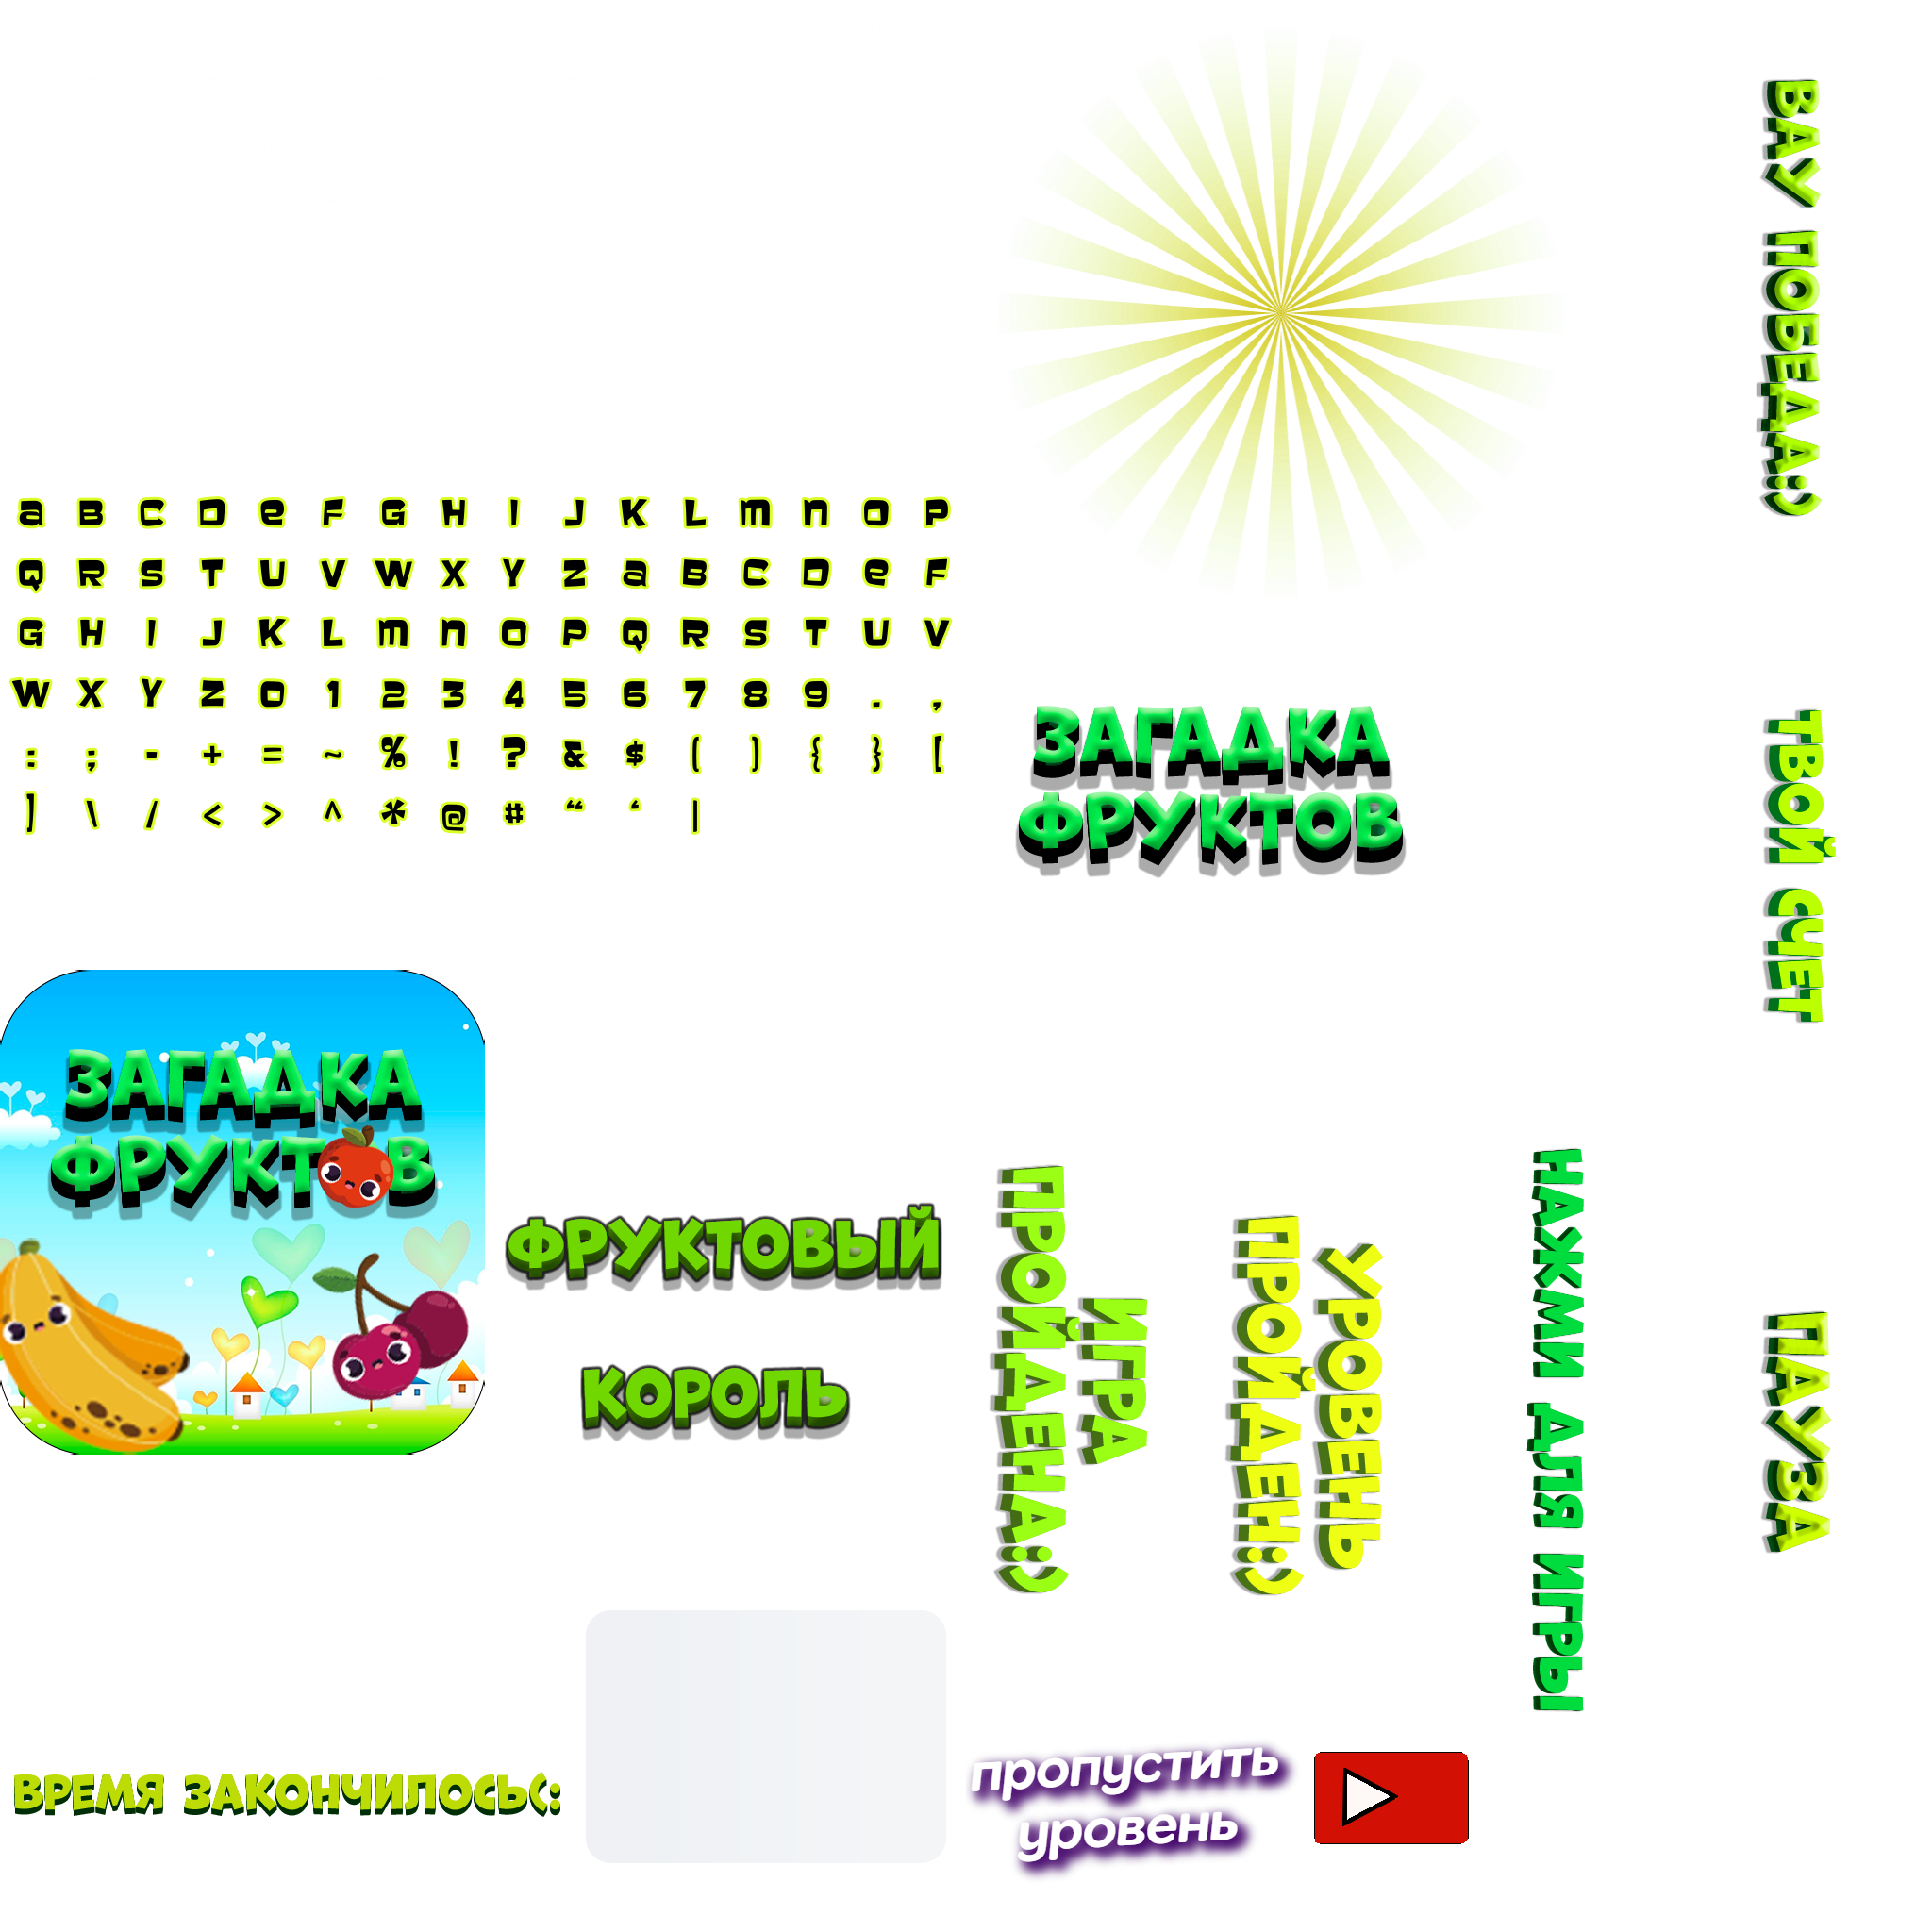 a B C D e F G H I J K L m n O P
Q R S T U V W X Y Z a B C D e F
G H I J K L m n O P Q R S T U V
W X Y Z 0 1 2 3 4 5 6 7 8 9 . ,
: ; - + = ~ % ! ? & $ ( ) { } [
] \ / < > ^ * @ # “ ‘ |
ВАУ ПОБЕДА:)
ЗАГАДКА
ФРУКТОВ
ТВОЙ СЧЕТ
ЗАГАДКА
ФРУКТОВ
ФРУКТОВЫЙ
КОРОЛЬ
ИГРА
ПРОЙДЕНА:)
УРОВЕНЬ
ПРОЙДЕН:)
НАЖМИ ДЛЯ ИГРЫ
ПАУЗА
ВРЕМЯ ЗАКОНЧИЛОСЬ(:
пропустить
уровень